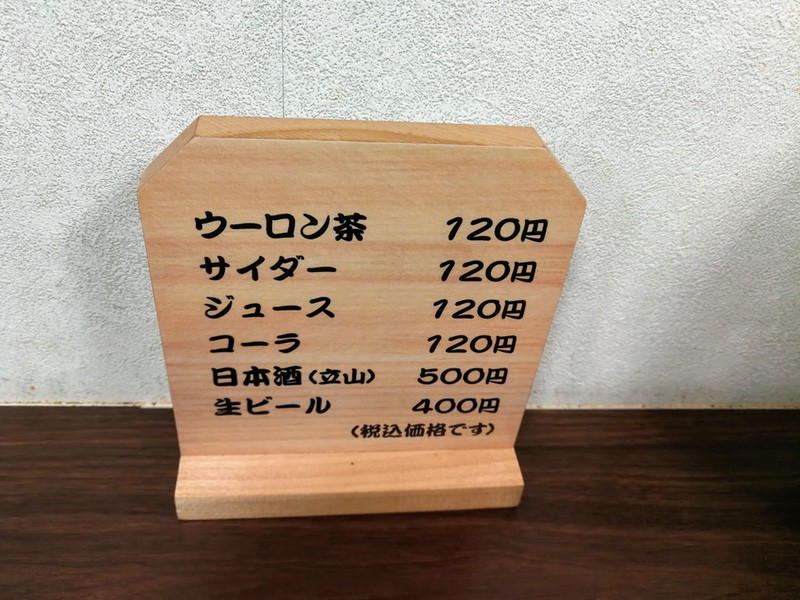 ウーロン茶 120円
サイダー 120円
ジュース 120円
コーラ 120円
日本酒(立山) 500円
生ビール 400円
(税込価格です)